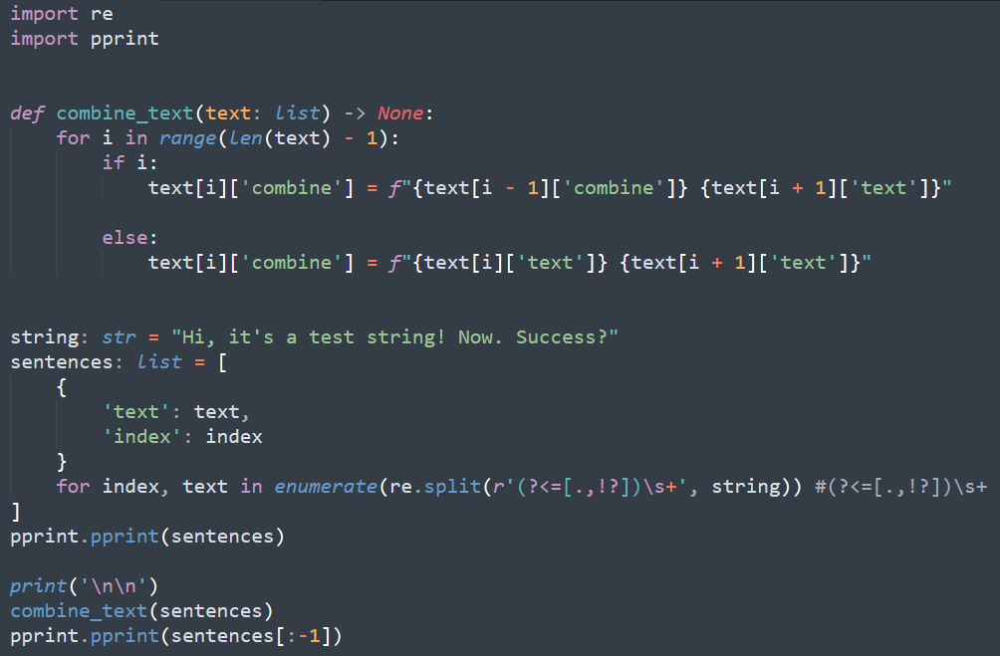 import re
import pprint
def combine_text(text: list) -> None:
    for i in range(len(text) - 1):
        if i:
            text[i]['combine'] = f"{text[i - 1]['combine']} {text[i + 1]['text']}"
        else:
            text[i]['combine'] = f"{text[i]['text']} {text[i + 1]['text']}"
string: str = "Hi, it's a test string! Now. Success?"
sentences: list = [
    {
        'text': text,
        'index': index
    }
    for index, text in enumerate(re.split(r'(?<=[.,!?])\s+', string)) #(?<=[.,!?])\s+
]
pprint.pprint(sentences)
print('\n\n')
combine_text(sentences)
pprint.pprint(sentences[:-1])